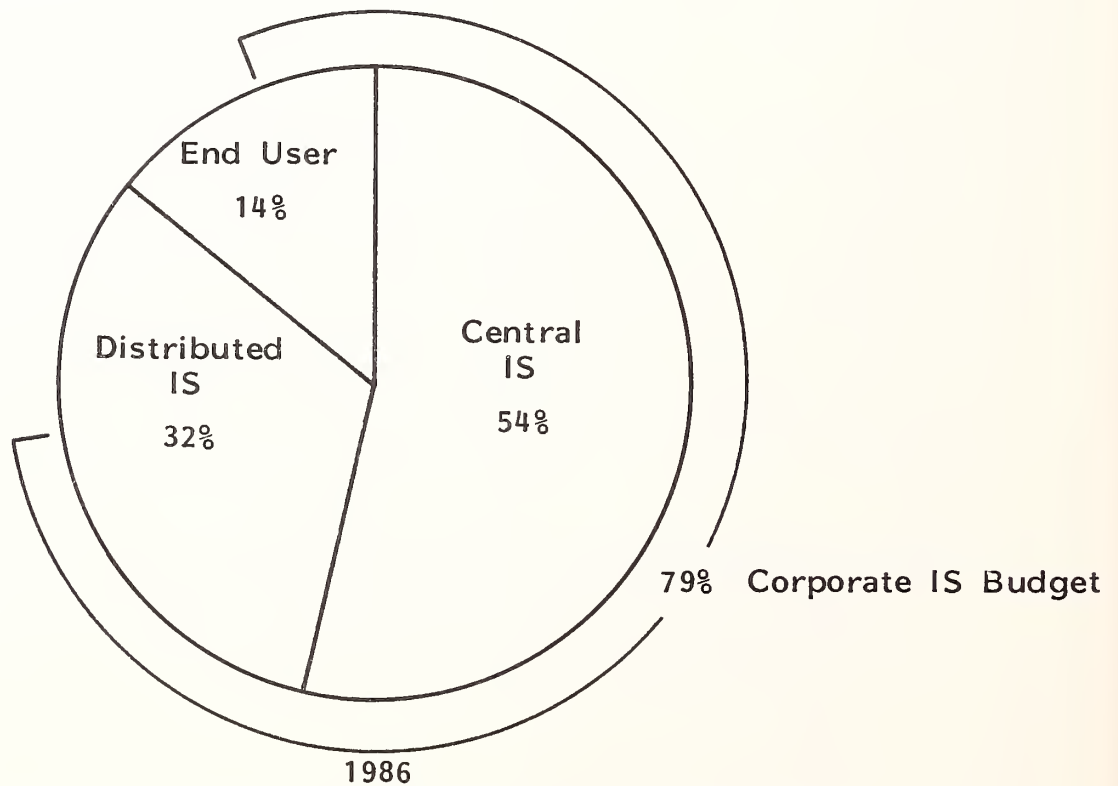 End User
14%
Distributed
IS
32%
Central
IS
54%
79% Corporate IS Budget
1986